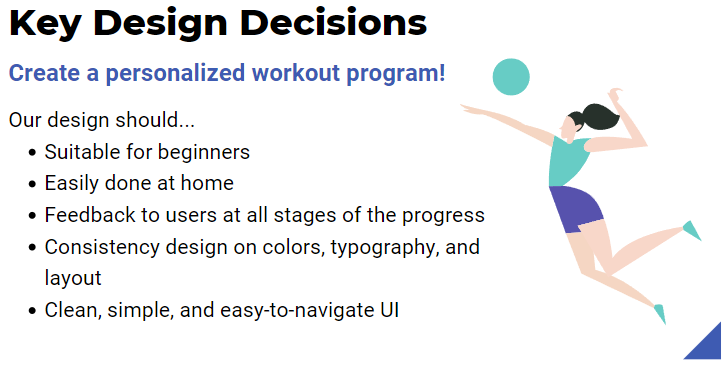 Key Design Decisions
Create a personalized workout program!
Our design should...
• Suitable for beginners
• Easily done at home
• Feedback to users at all stages of the progress
• Consistency design on colors, typography, and
layout
• Clean, simple, and easy-to-navigate UI